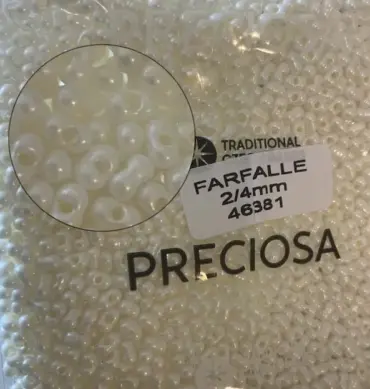 TRADITIONAL
FARFALLE
2/4mm
46381
PRECIOSA